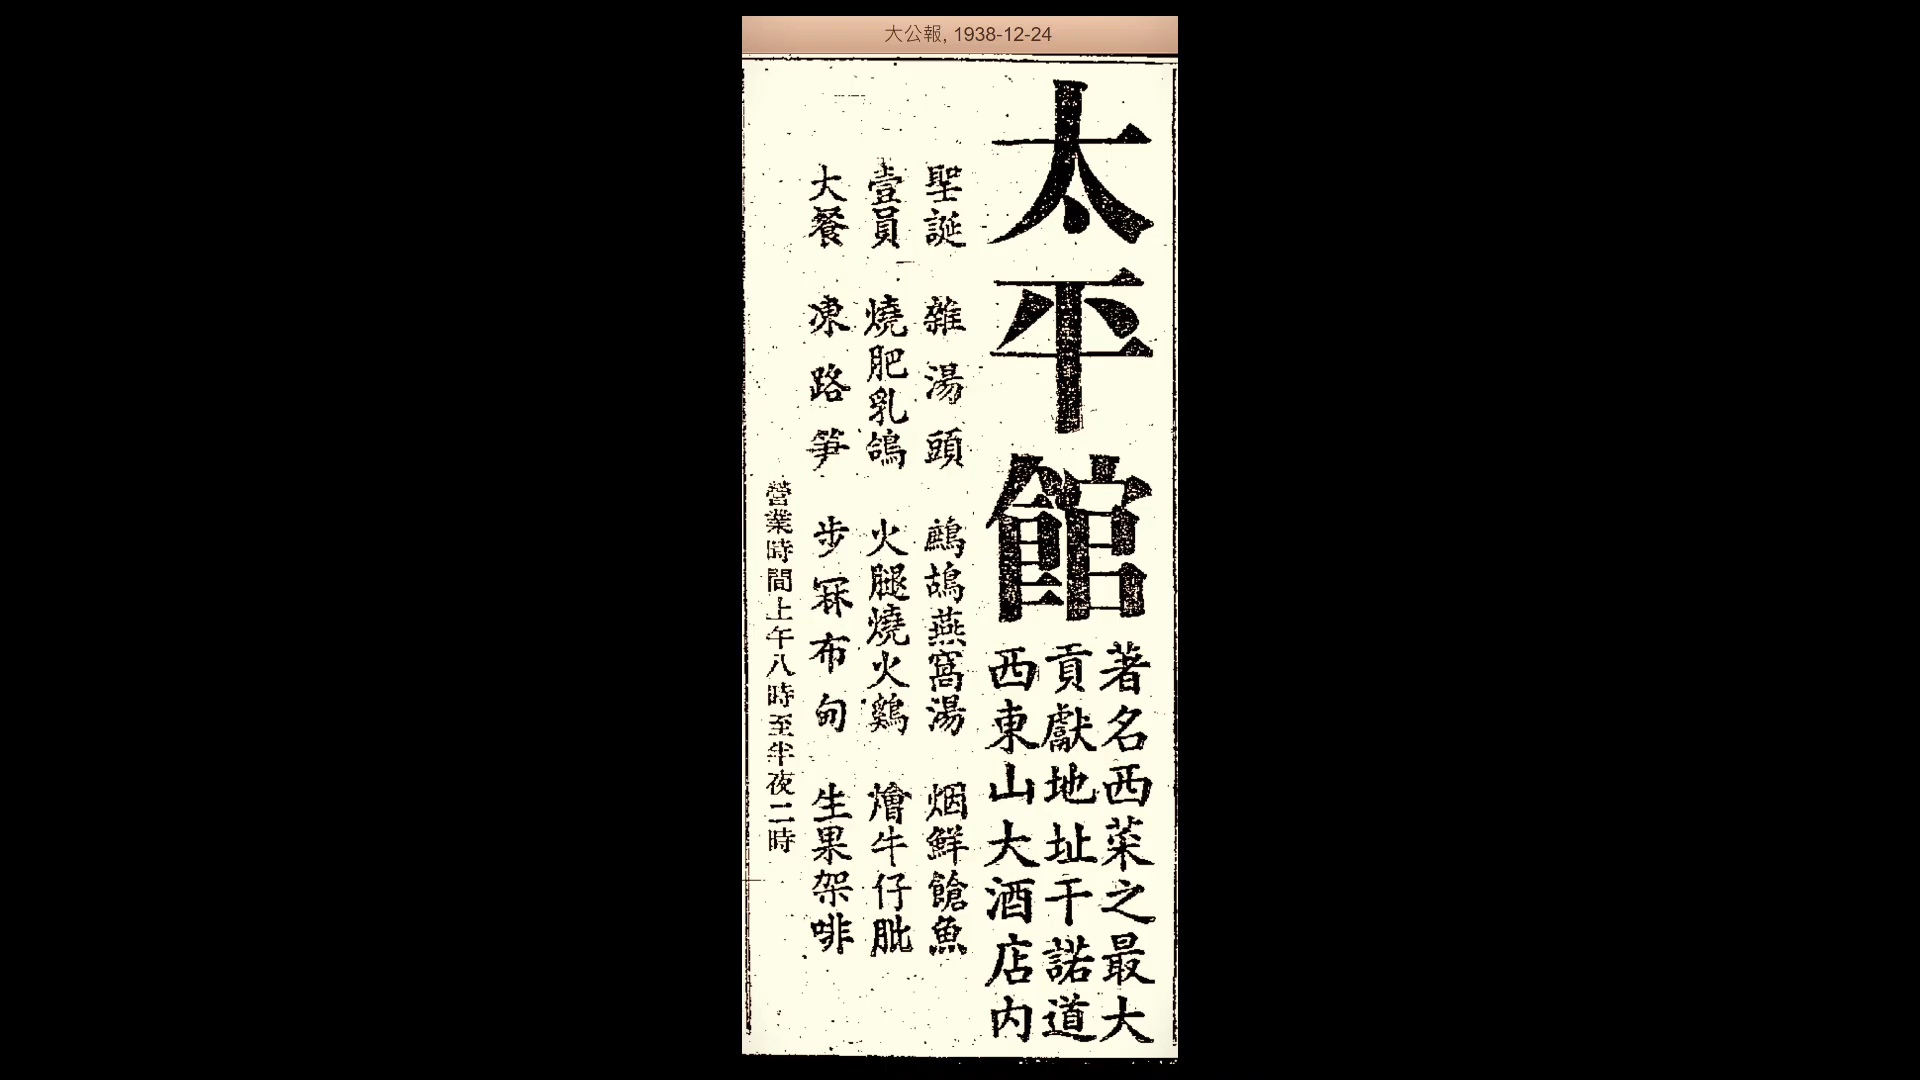 大公報, 1938-12-24
太平館
著名西菜之最大
貢獻地址干諾道
西東山大酒店內
聖誕 雜湯頭 鷓鴣燕窩湯 烟鮮鎗魚
壹員 燒肥乳鴿 火腿燒火鷄 燴牛仔肶
大餐 凍路笋 步冧布甸 生果架啡
營業時間上午八時至半夜二時